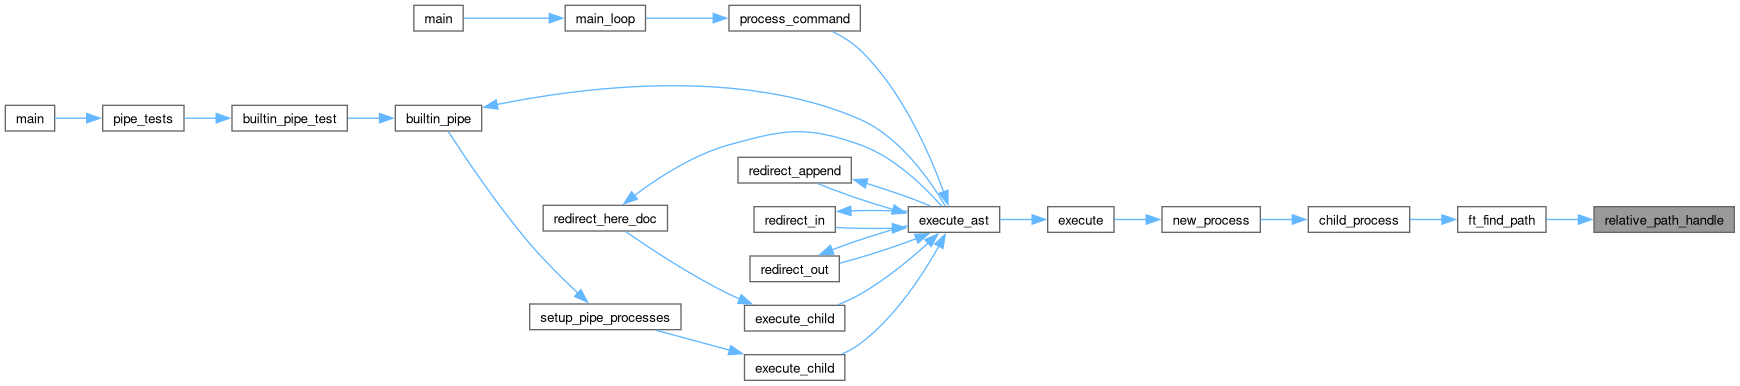 main
main_loop
process_command
main
pipe_tests
builtin_pipe_test
builtin_pipe
redirect_append
redirect_here_doc
redirect_in
execute_ast
execute
new_process
child_process
ft_find_path
relative_path_handle
redirect_out
setup_pipe_processes
execute_child
execute_child